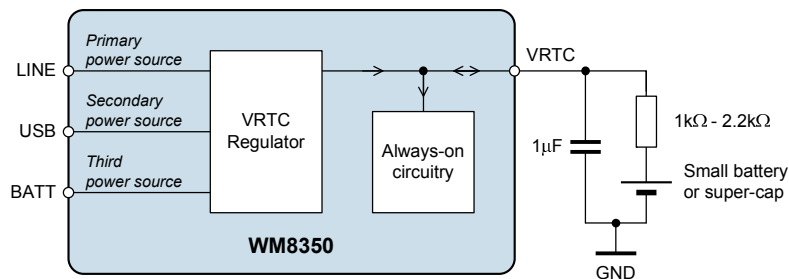 Primary
power source
LINE
Secondary
power source
USB
Third
power source
BATT
VRTC
Regulator
Always-on
circuitry
WM8350
VRTC
1μF
1kΩ - 2.2kΩ
Small battery
or super-cap
GND